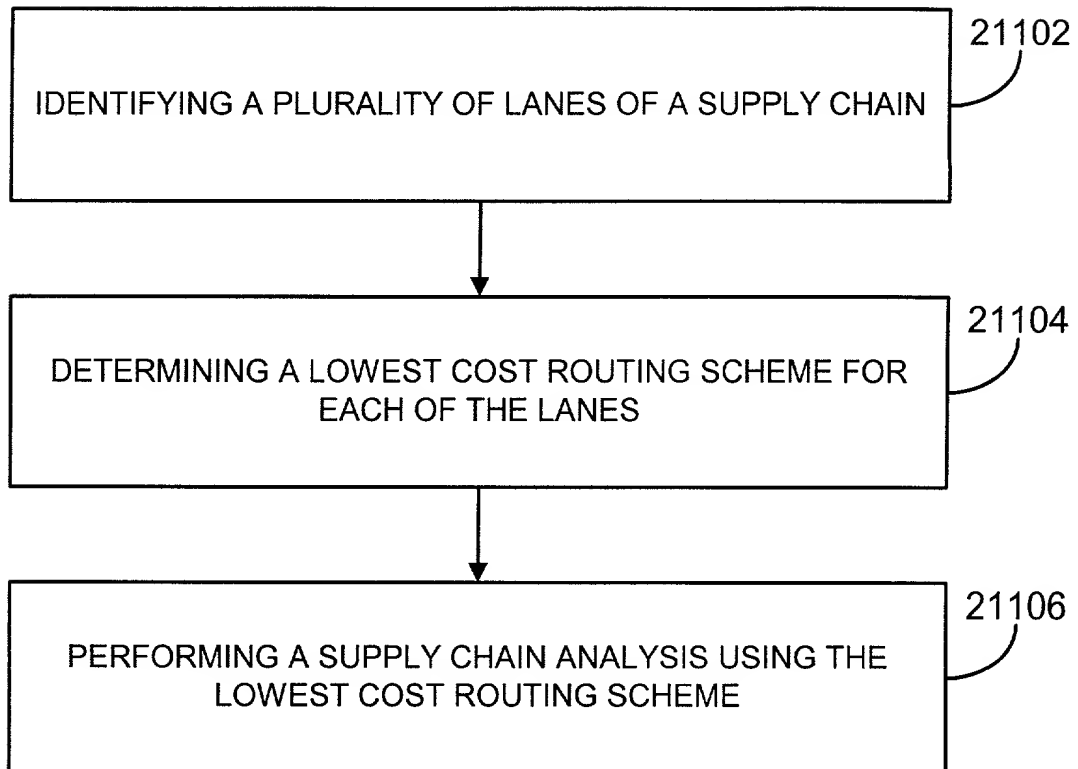 21102
IDENTIFYING A PLURALITY OF LANES OF A SUPPLY CHAIN
21104
DETERMINING A LOWEST COST ROUTING SCHEME FOR
EACH OF THE LANES
21106
PERFORMING A SUPPLY CHAIN ANALYSIS USING THE
LOWEST COST ROUTING SCHEME